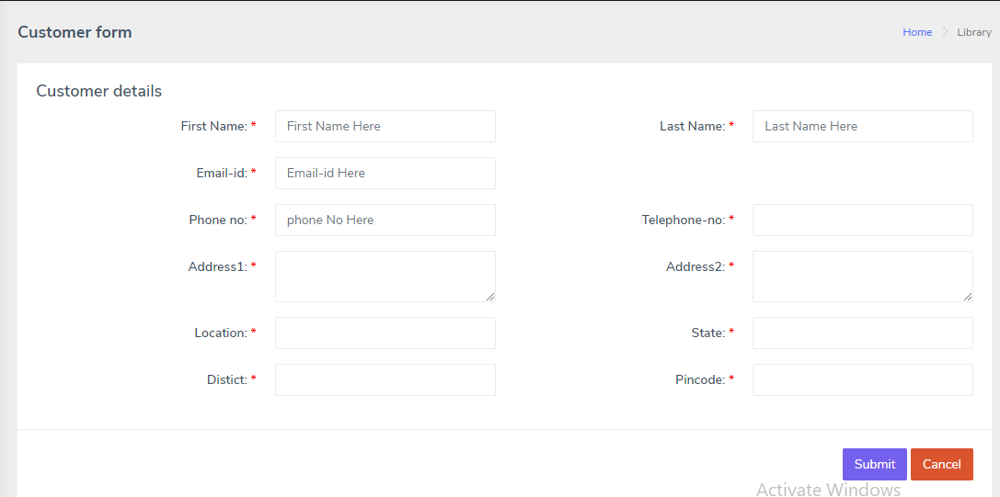 Customer form
Home > Library
Customer details
First Name: * First Name Here Last Name: * Last Name Here
Email-id: * Email-id Here
Phone no: * phone No Here Telephone-no: *
Address1: * Address2: *
Location: * State: *
Distict: * Pincode: *
Submit Cancel
Activate Windows